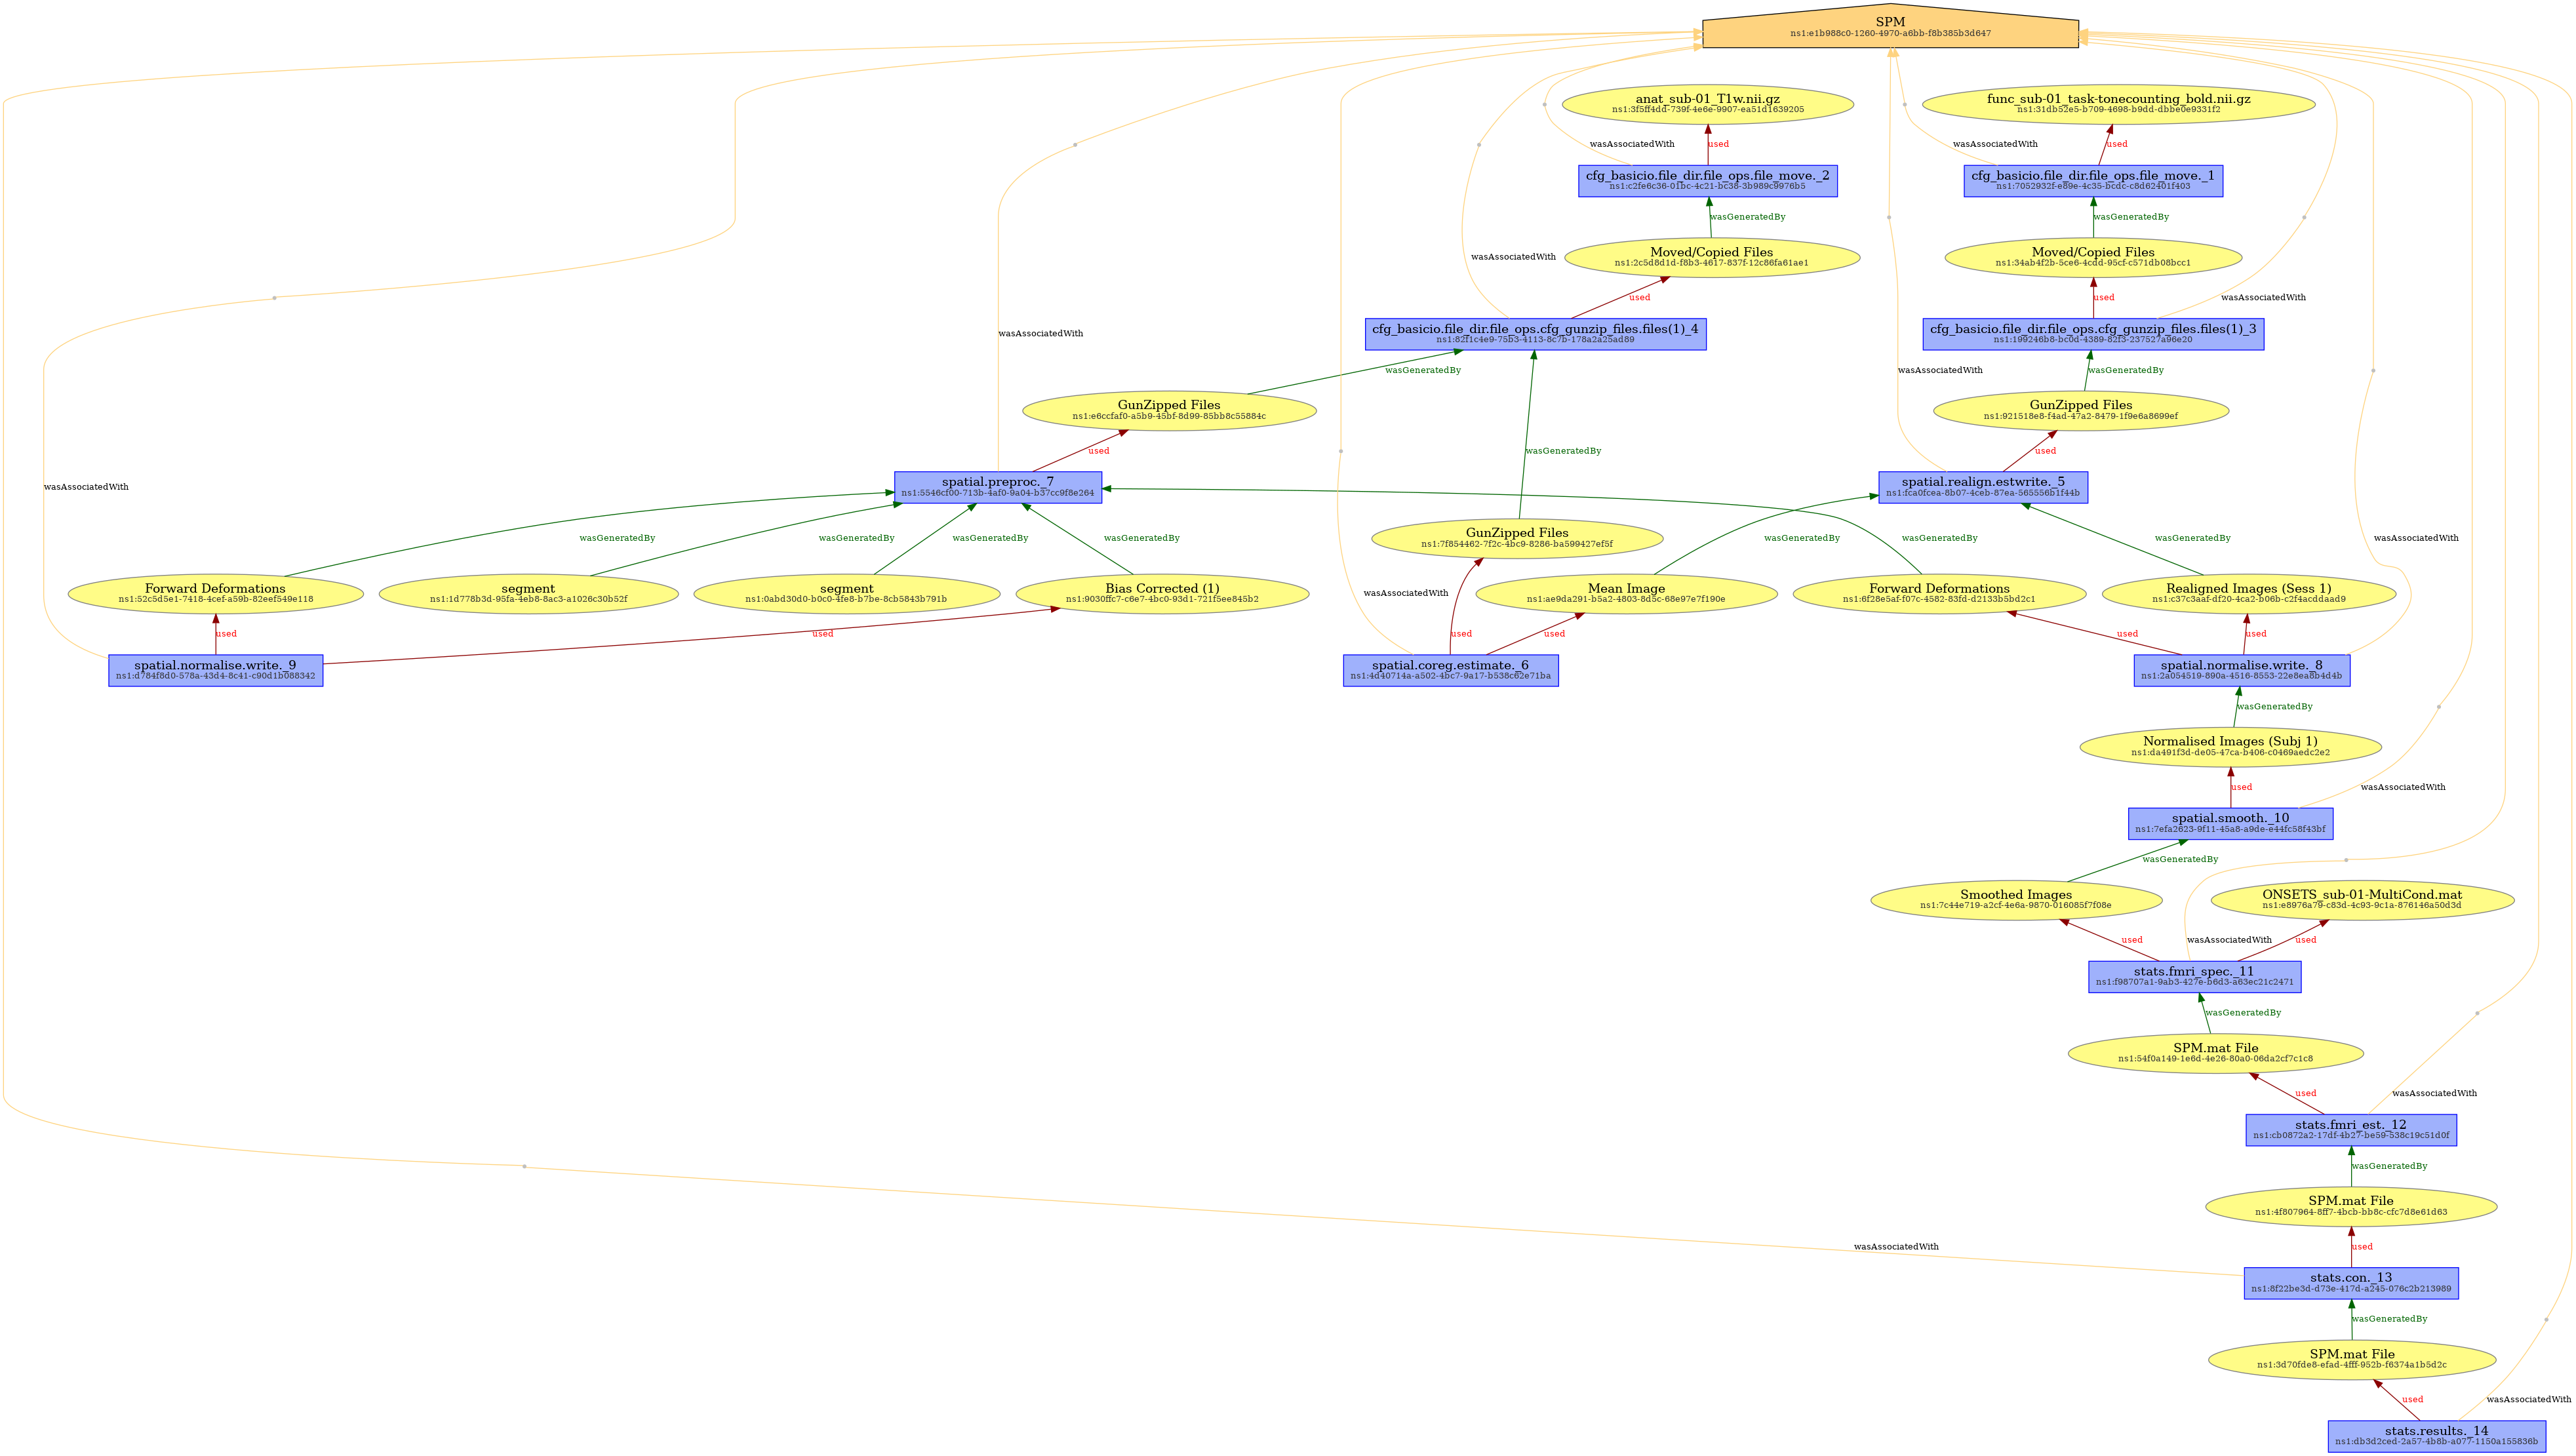 SPM
ns1:e1b988c0-1260-4970-a6bb-f8b385b3d647
anat_sub-01_T1w.nii.gz
ns1:3f5ff4dd-739f-4e6e-9907-ea51d1639205
func_sub-01_task-tonecounting_bold.nii.gz
ns1:31db52e5-b709-4698-b9dd-dbbe0e9331f2
wasAssociatedWith
used
wasAssociatedWith
used
cfg_basicio.file_dir.file_ops.file_move._2
ns1:c2fe6c36-01bc-4c21-bc38-3b989c9976b5
cfg_basicio.file_dir.file_ops.file_move._1
ns1:7052932f-e89e-4c35-bcdc-c8d62401f403
wasGeneratedBy
wasGeneratedBy
Moved/Copied Files
ns1:2c5d8d1d-f8b3-4617-837f-12c86fa61ae1
Moved/Copied Files
ns1:34ab4f2b-5ce6-4cdd-95cf-c571db08bcc1
wasAssociatedWith
used
used
wasAssociatedWith
wasAssociatedWith
cfg_basicio.file_dir.file_ops.cfg_gunzip_files.files(1)_4
ns1:82f1c4e9-75b3-4113-8c7b-178a2a25ad89
cfg_basicio.file_dir.file_ops.cfg_gunzip_files.files(1)_3
ns1:199246b8-bc0d-4389-82f3-237527a96e20
wasGeneratedBy
wasAssociatedWith
wasGeneratedBy
GunZipped Files
ns1:e6ccfaf0-a5b9-45bf-8d99-85bb8c55884c
GunZipped Files
ns1:921518e8-f4ad-47a2-8479-1f9e6a8699ef
used
wasGeneratedBy
used
wasAssociatedWith
spatial.preproc._7
ns1:5546cf00-713b-4af0-9a04-b37cc9f8e264
spatial.realign.estwrite._5
ns1:fca0fcea-8b07-4ceb-87ea-565556b1f44b
wasGeneratedBy
wasGeneratedBy
wasGeneratedBy
wasGeneratedBy
GunZipped Files
ns1:7f854462-7f2c-4bc9-8286-ba599427ef5f
wasGeneratedBy
wasGeneratedBy
wasGeneratedBy
wasAssociatedWith
Forward Deformations
ns1:52c5d5e1-7418-4cef-a59b-82eef549e118
segment
ns1:1d778b3d-95fa-4eb8-8ac3-a1026c30b52f
segment
ns1:0abd30d0-b0c0-4fe8-b7be-8cb5843b791b
Bias Corrected (1)
ns1:9030ffc7-c6e7-4bc0-93d1-721f5ee845b2
wasAssociatedWith
Mean Image
ns1:ae9da291-b5a2-4803-8d5c-68e97e7f190e
Forward Deformations
ns1:6f28e5af-f07c-4582-83fd-d2133b5bd2c1
Realigned Images (Sess 1)
ns1:c37c3aaf-df20-4ca2-b06b-c2f4acddaad9
used
used
used
used
used
used
spatial.normalise.write._9
ns1:d784f8d0-578a-43d4-8c41-c90d1b088342
spatial.coreg.estimate._6
ns1:4d40714a-a502-4bc7-9a17-b538c62e71ba
spatial.normalise.write._8
ns1:2a054519-890a-4516-8553-22e8ea8b4d4b
wasGeneratedBy
Normalised Images (Subj 1)
ns1:da491f3d-de05-47ca-b406-c0469aedc2e2
used
wasAssociatedWith
spatial.smooth._10
ns1:7efa2623-9f11-45a8-a9de-e44fc58f43bf
wasGeneratedBy
Smoothed Images
ns1:7c44e719-a2cf-4e6a-9870-016085f7f08e
ONSETS_sub-01-MultiCond.mat
ns1:e8976a79-c83d-4c93-9c1a-876146a50d3d
used
wasAssociatedWith
used
stats.fmri_spec._11
ns1:f98707a1-9ab3-427e-b6d3-a63ec21c2471
wasGeneratedBy
SPM.mat File
ns1:54f0a149-1e6d-4e26-80a0-06da2cf7c1c8
used
wasAssociatedWith
stats.fmri_est._12
ns1:cb0872a2-17df-4b27-be59-538c19c51d0f
wasGeneratedBy
SPM.mat File
ns1:4f807964-8ff7-4bcb-bb8c-cfc7d8e61d63
wasAssociatedWith
used
stats.con._13
ns1:8f22be3d-d73e-417d-a245-076c2b213989
wasGeneratedBy
SPM.mat File
ns1:3d70fde8-efad-4fff-952b-f6374a1b5d2c
used
wasAssociatedWith
stats.results._14
ns1:db3d2ced-2a57-4b8b-a077-1150a155836b